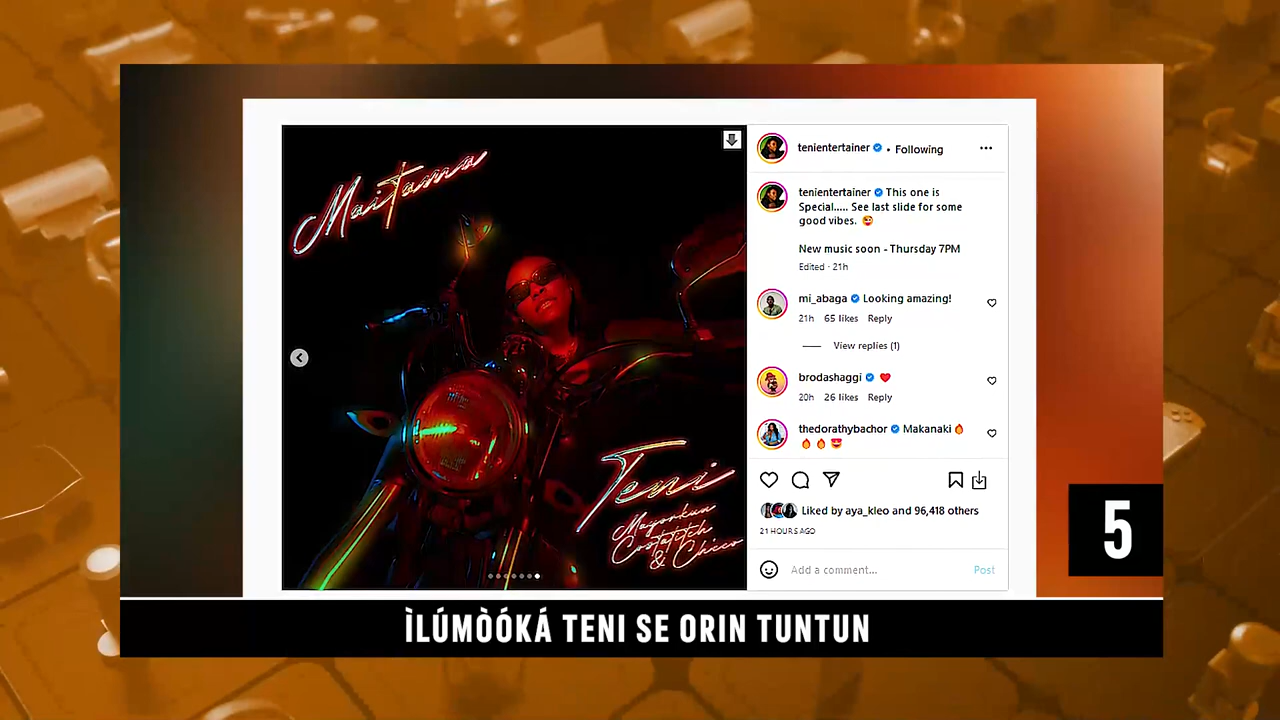 Maitama
Teni
Mayorkun
Costatitch
& Ch'cco
tenientertainer • Following
tenientertainer This one is
Special..... See last slide for some
good vibes. 😍
New music soon - Thursday 7PM
Edited · 21h
mi_abaga Looking amazing!
21h 65 likes Reply
View replies (1)
brodashaggi ❤️
20h 26 likes Reply
thedorathybachor Makanaki 🔥
🔥 🔥 😍
Liked by aya_kleo and 96,418 others
21 HOURS AGO
Add a comment... Post
5
ÌLÚMÒÓKÁ TENI SE ORIN TUNTUN